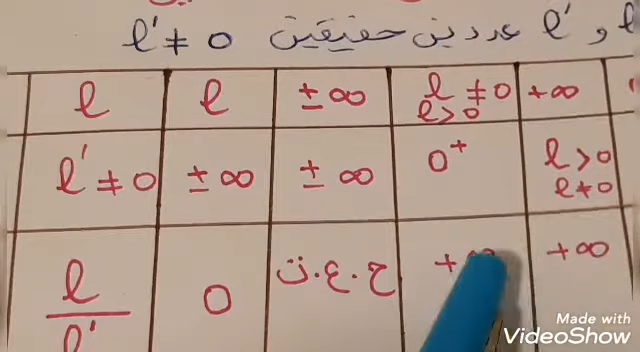 ℓ و ℓ' عددين حقيقيين ℓ' ≠ 0
ℓ ℓ ± ∞ ℓ ≠ 0 +∞
ℓ > 0
ℓ' ≠ 0 ± ∞ ± ∞ 0⁺ ℓ > 0
ℓ ≠ 0
ℓ/ℓ' 0 ح.ع.ت +∞ +∞
Made with
VideoShow